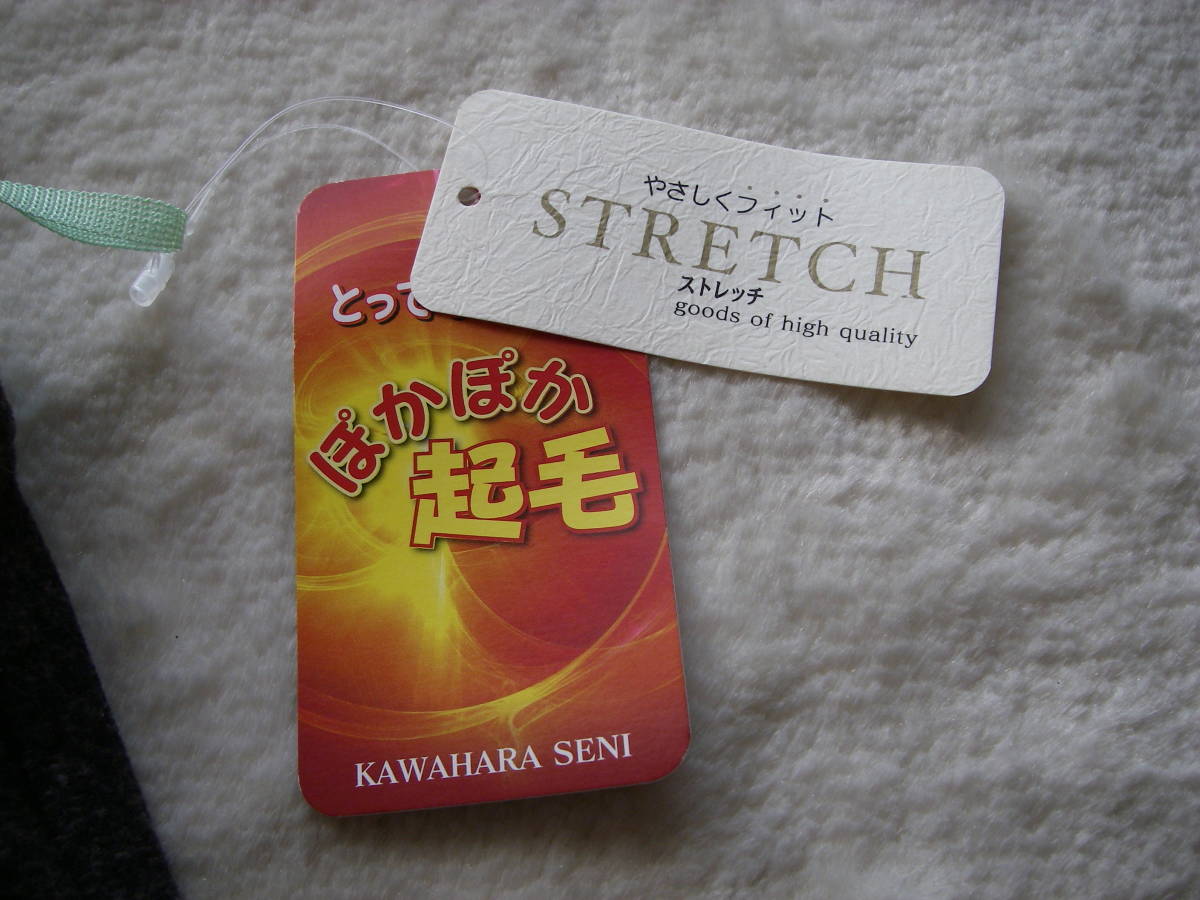 やさしくフィット
STRETCH
ストレッチ
goods of high quality
とって
ぽかぽか
起毛
KAWAHARA SENI